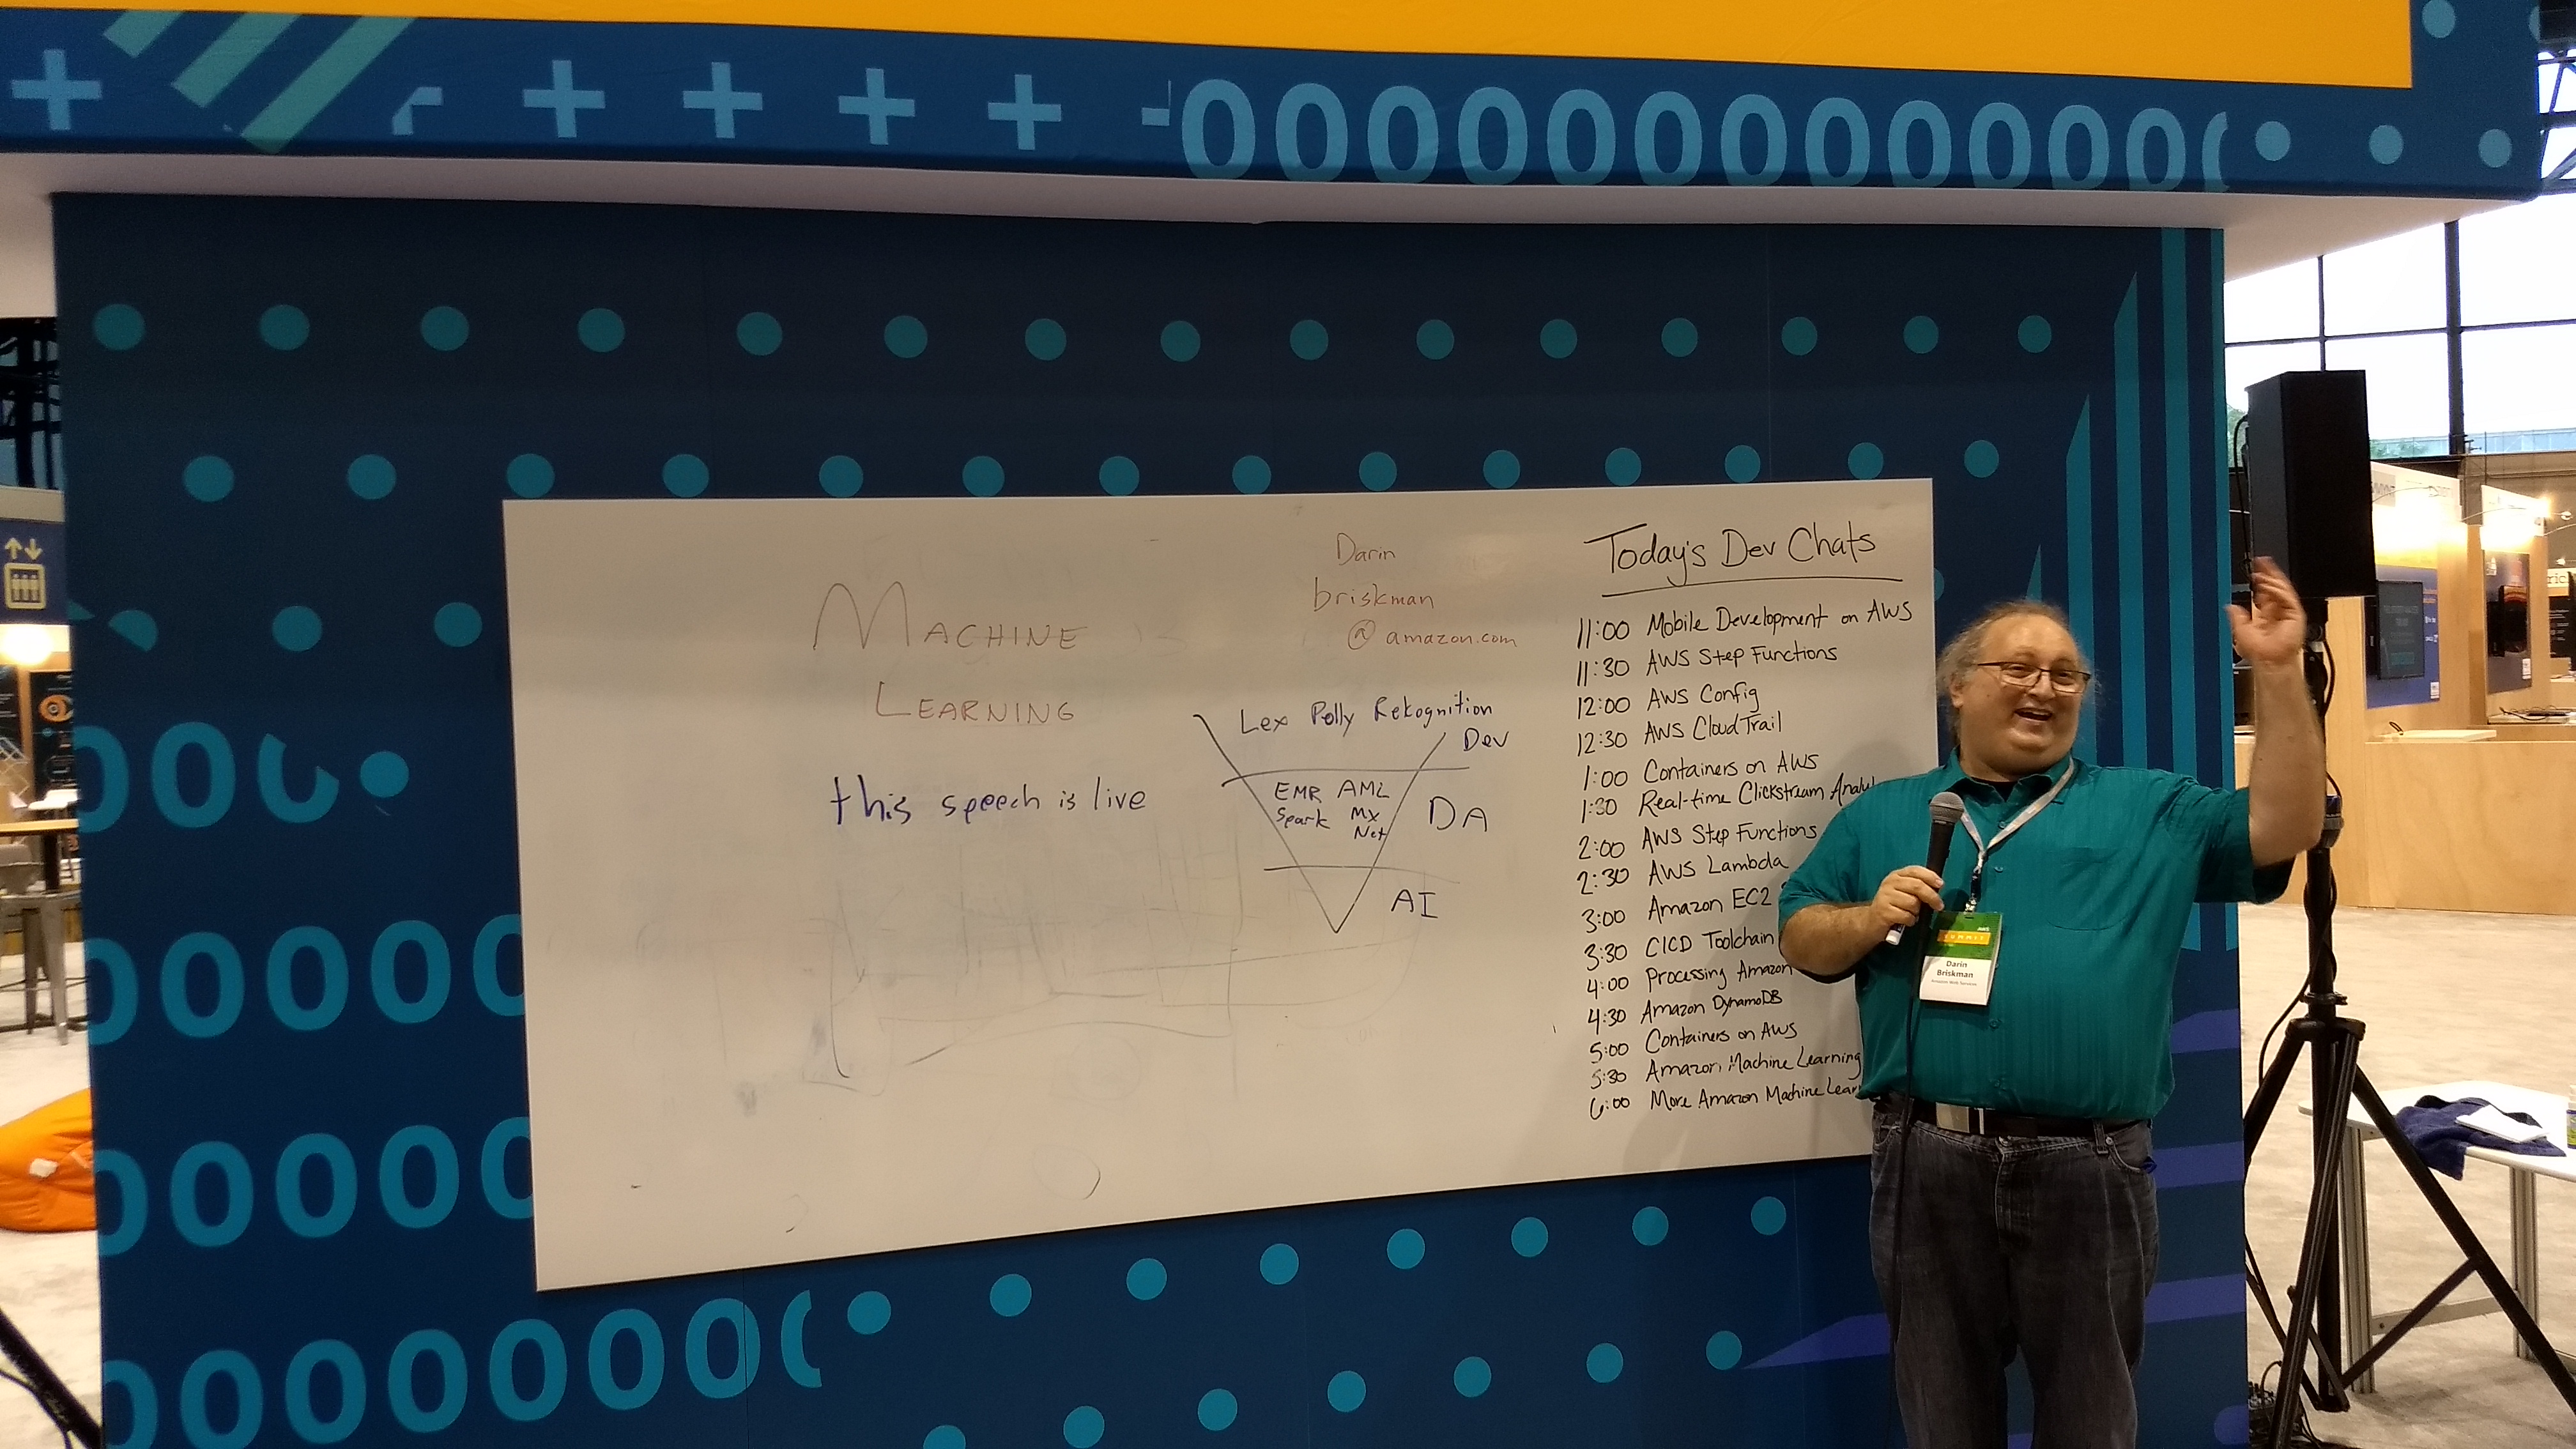 Machine
Learning
this speech is live
Darin
briskman
@ amazon.com
Lex Polly Rekognition
Dev
EMR AML
Spark MX
Net
DA
AI
Today's Dev Chats
11:00 Mobile Development on AWS
11:30 AWS Step Functions
12:00 AWS Config
12:30 AWS CloudTrail
1:00 Containers on AWS
1:30 Real-time Clickstream
2:00 AWS Step Functions
2:30 AWS Lambda
3:00 Amazon EC2
3:30 CICD Toolchain
4:00 Processing Amazon
4:30 Amazon DynamoDB
5:00 Containers on AWS
5:30 Amazon Machine Learning
6:00 More Amazon Machine
AWS
SUMMIT
Darin
Briskman
Amazon Web Services